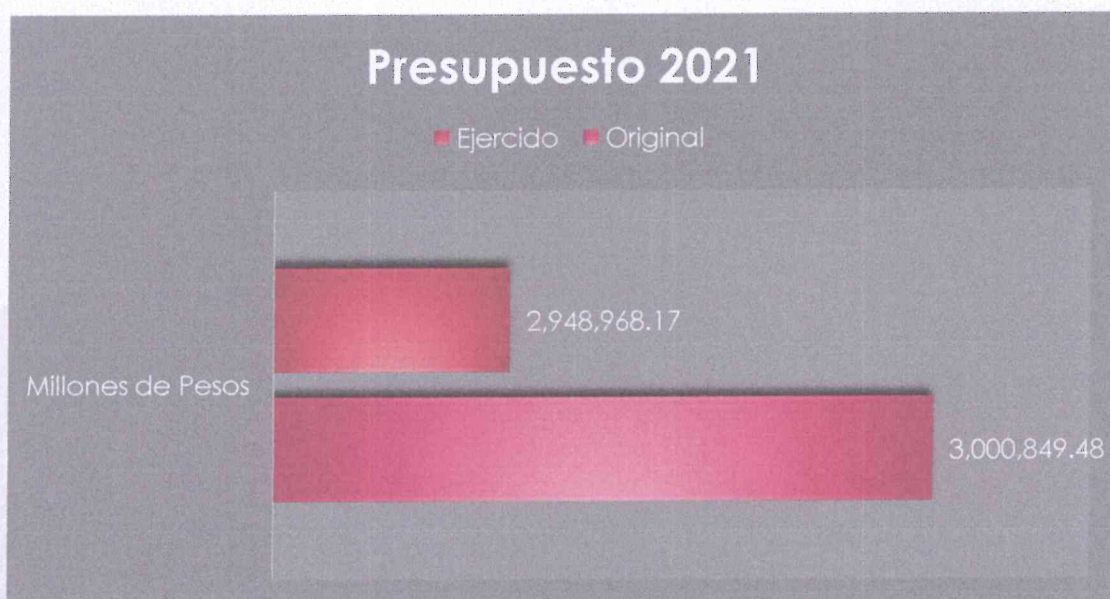 Presupuesto 2021
Ejercido Original
2,948,968.17
Millones de Pesos
3,000,849.48